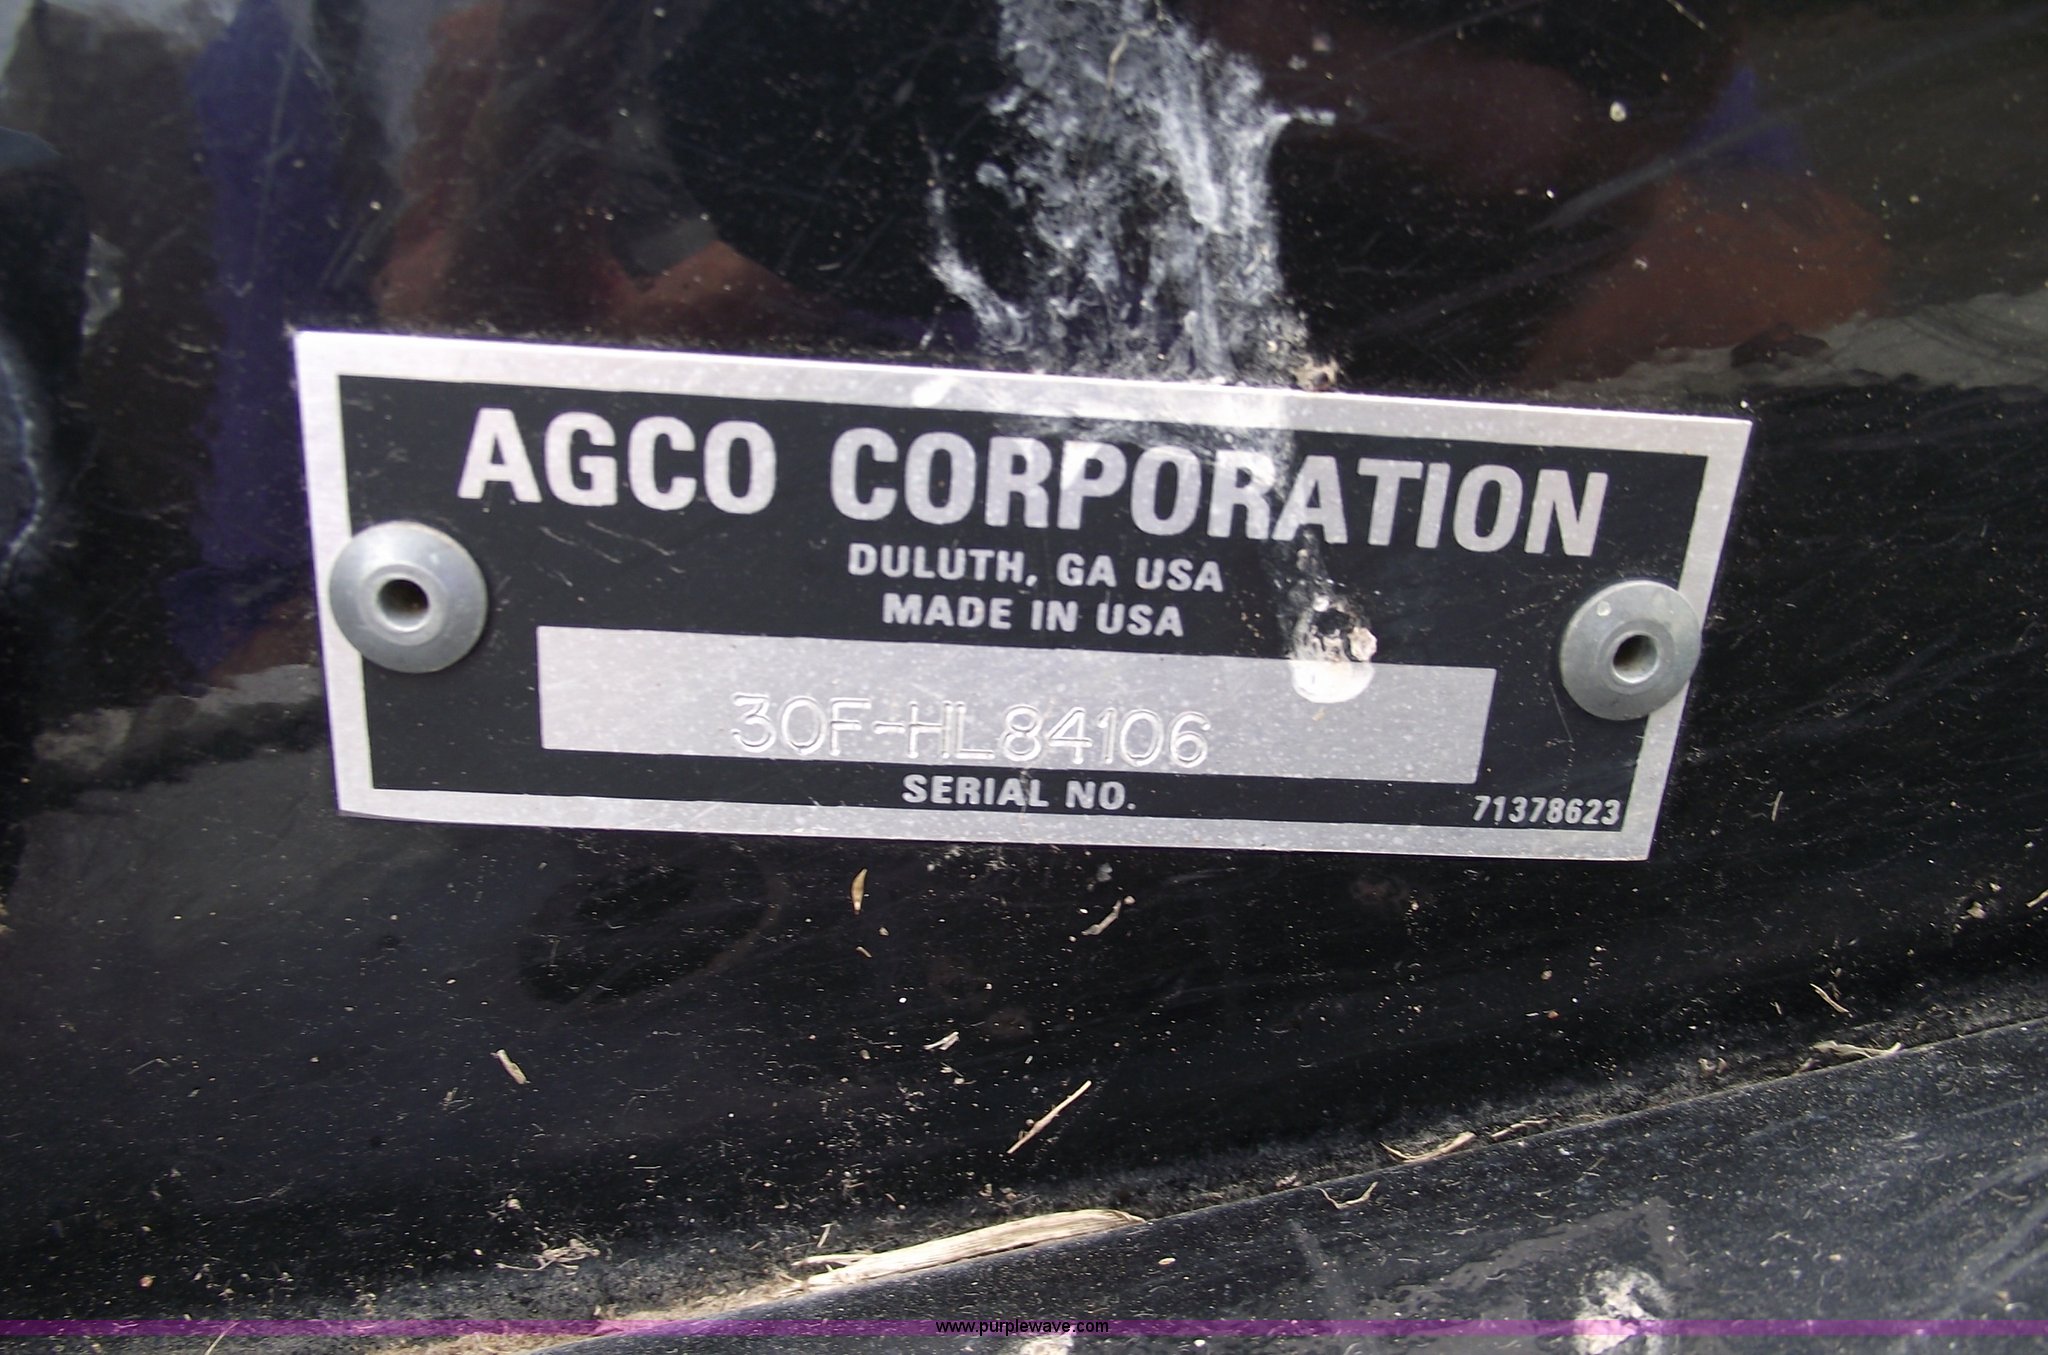 AGCO CORPORATION
DULUTH, GA USA
MADE IN USA
30F-HL84106
SERIAL NO.
71378623
www.purplewave.com